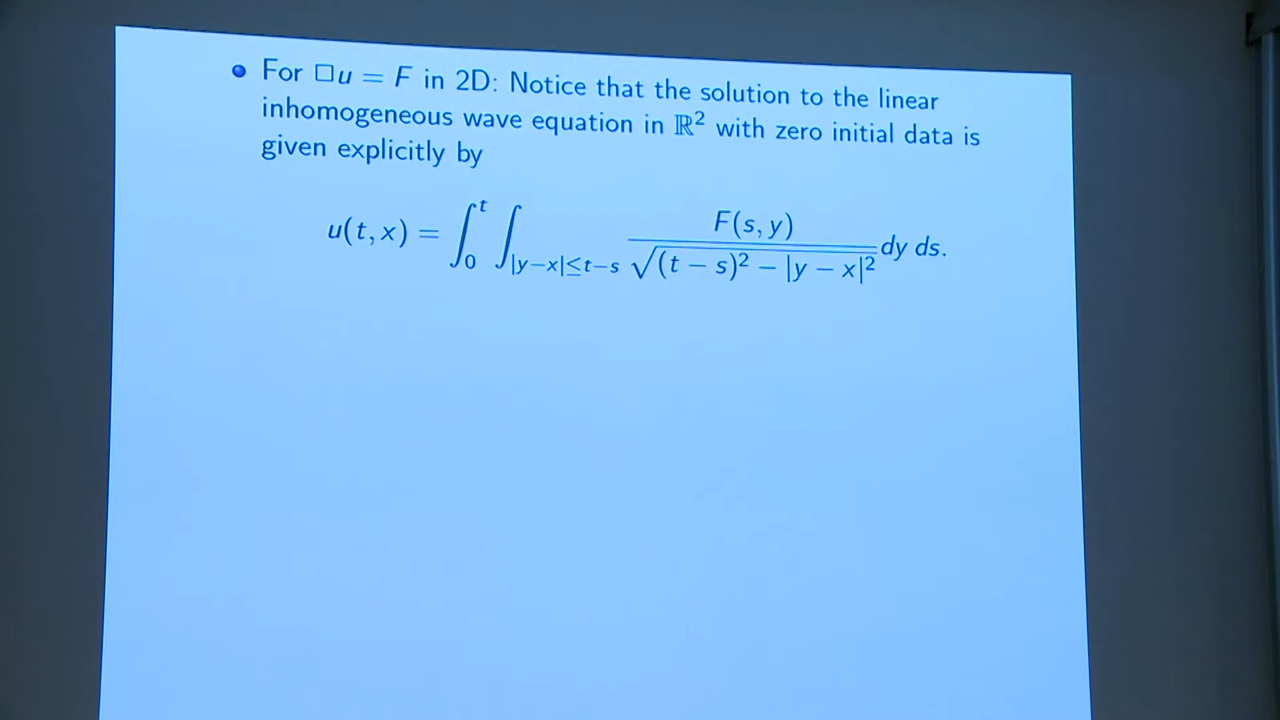 • For □u = F in 2D: Notice that the solution to the linear
inhomogeneous wave equation in ℝ² with zero initial data is
given explicitly by
u(t, x) = ∫₀ᵗ ∫_{|y−x|≤t−s} F(s, y) / √((t − s)² − |y − x|²) dy ds.